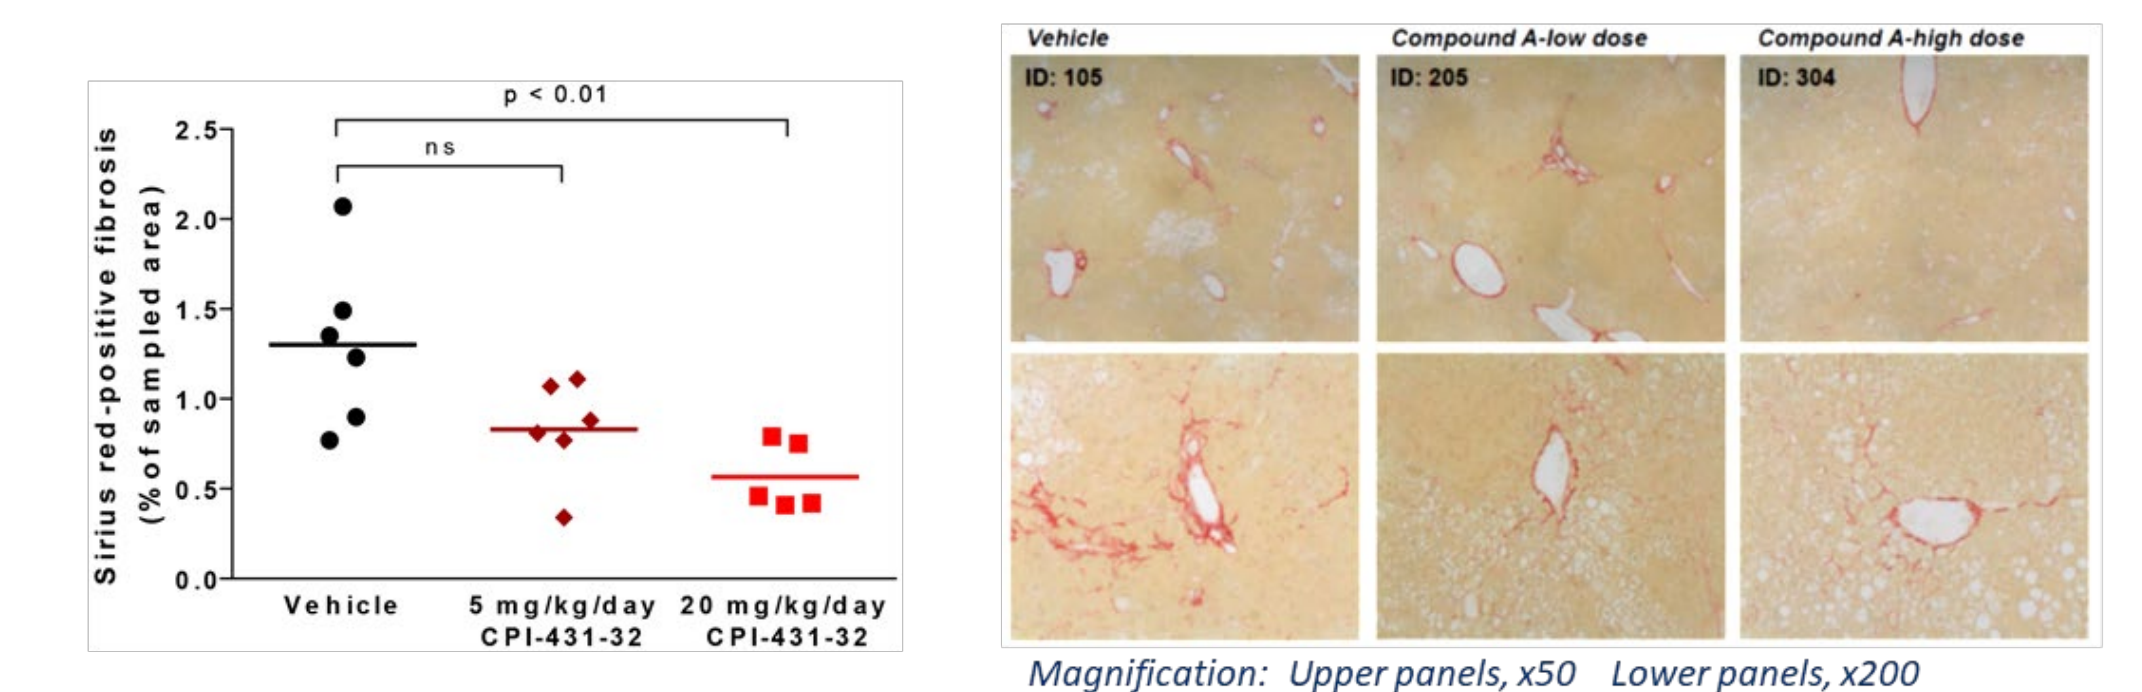 p < 0.01
ns
Sirius red-positive fibrosis
(% of sampled area)
2.5
2.0
1.5
1.0
0.5
0.0
Vehicle
5 mg/kg/day
CPI-431-32
20 mg/kg/day
CPI-431-32
Vehicle
Compound A-low dose
Compound A-high dose
ID: 105
ID: 205
ID: 304
Magnification: Upper panels, x50 Lower panels, x200